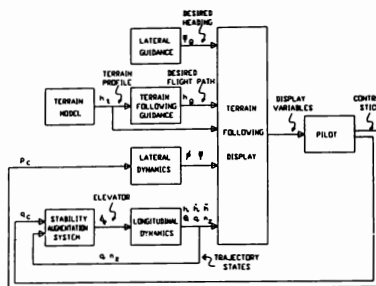 DESIRED
HEADING
LATERAL
GUIDANCE
ψ
TERRAIN
PROFILE
DESIRED
FLIGHT PATH
TERRAIN
MODEL
h
TERRAIN
FOLLOWING
GUIDANCE
h
TERRAIN
FOLLOWING
DISPLAY
DISPLAY
VARIABLES
PILOT
STIC
LATERAL
DYNAMICS
φ ψ
ELEVATOR
STABILITY
AUGMENTATION
SYSTEM
LONGITUDINAL
DYNAMICS
q n
TRAJECTORY
STATES